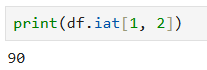 print(df.iat[1, 2])
90